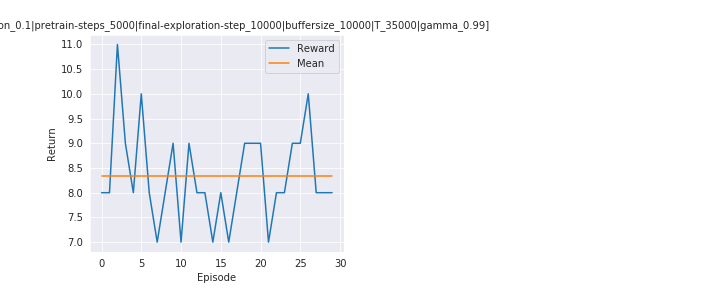 on_0.1|pretrain-steps_5000|final-exploration-step_10000|buffersize_10000|T_35000|gamma_0.99]
11.0
10.5
10.0
9.5
9.0
8.5
8.0
7.5
7.0
Return
Reward
Mean
0 5 10 15 20 25 30
Episode